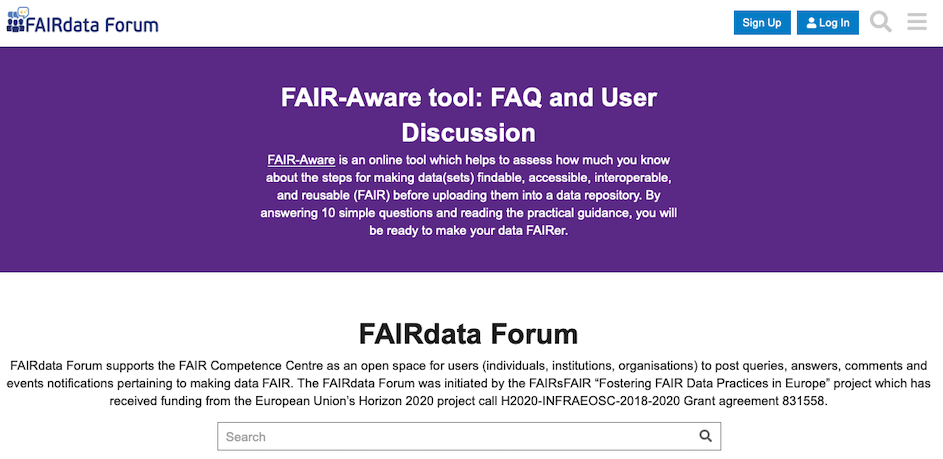 FAIRdata Forum
Sign Up
Log In
FAIR-Aware tool: FAQ and User
Discussion
FAIR-Aware is an online tool which helps to assess how much you know
about the steps for making data(sets) findable, accessible, interoperable,
and reusable (FAIR) before uploading them into a data repository. By
answering 10 simple questions and reading the practical guidance, you will
be ready to make your data FAIRer.
FAIRdata Forum
FAIRdata Forum supports the FAIR Competence Centre as an open space for users (individuals, institutions, organisations) to post queries, answers, comments and
events notifications pertaining to making data FAIR. The FAIRdata Forum was initiated by the FAIRsFAIR “Fostering FAIR Data Practices in Europe” project which has
received funding from the European Union’s Horizon 2020 project call H2020-INFRAEOSC-2018-2020 Grant agreement 831558.
Search